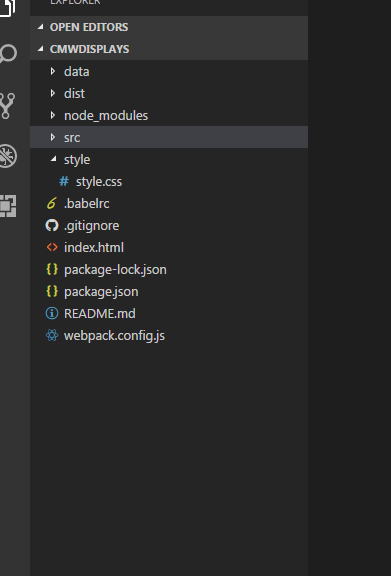 EXPLORER
OPEN EDITORS
CMWDISPLAYS
data
dist
node_modules
src
style
# style.css
.babelrc
.gitignore
<> index.html
{} package-lock.json
{} package.json
README.md
webpack.config.js